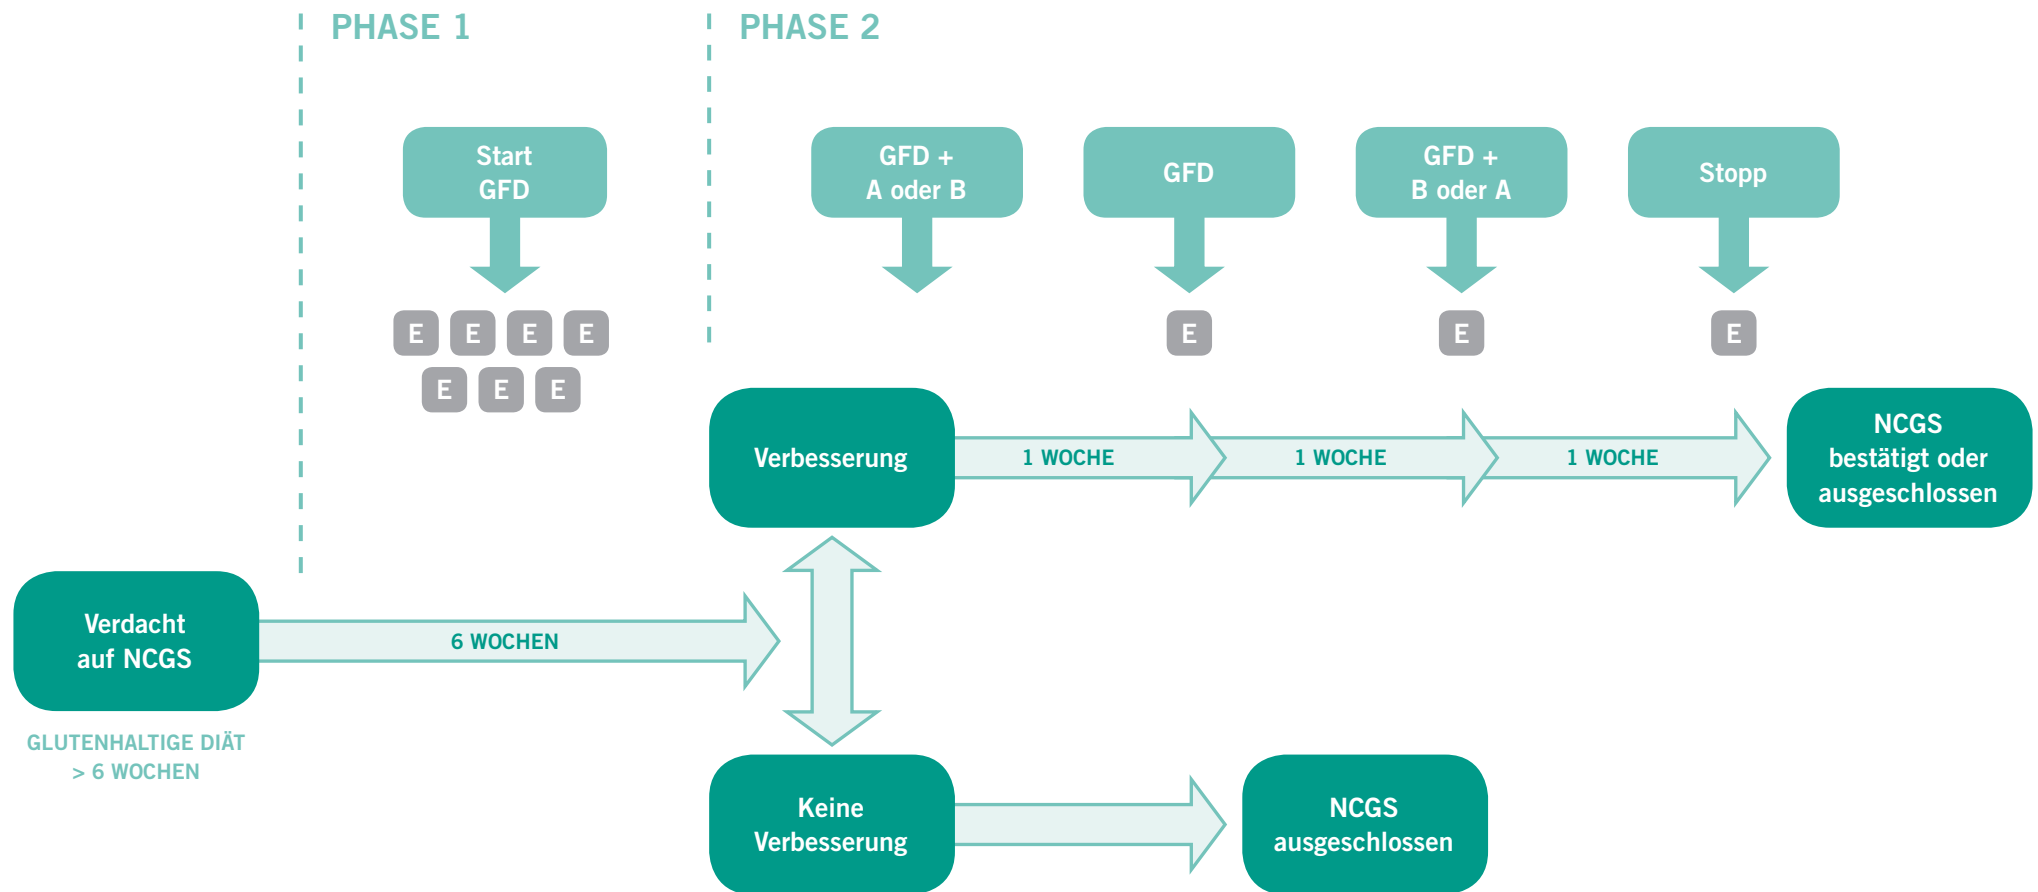 PHASE 1
PHASE 2
Start
GFD
GFD +
A oder B
GFD
GFD +
B oder A
Stopp
E E E E
E E E
E
E
E
Verbesserung
1 WOCHE
1 WOCHE
1 WOCHE
NCGS
bestätigt oder
ausgeschlossen
Verdacht
auf NCGS
6 WOCHEN
GLUTENHALTIGE DIÄT
> 6 WOCHEN
Keine
Verbesserung
NCGS
ausgeschlossen